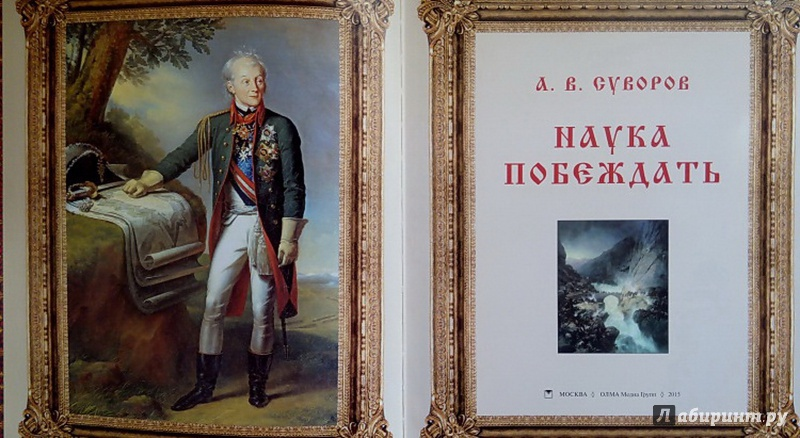 А. В. СУВОРОВ
НАУКА
ПОБЕЖДАТЬ
МОСКВА ◊ ОЛМА Медиа Групп ◊ 2015
Лабиринт.ру